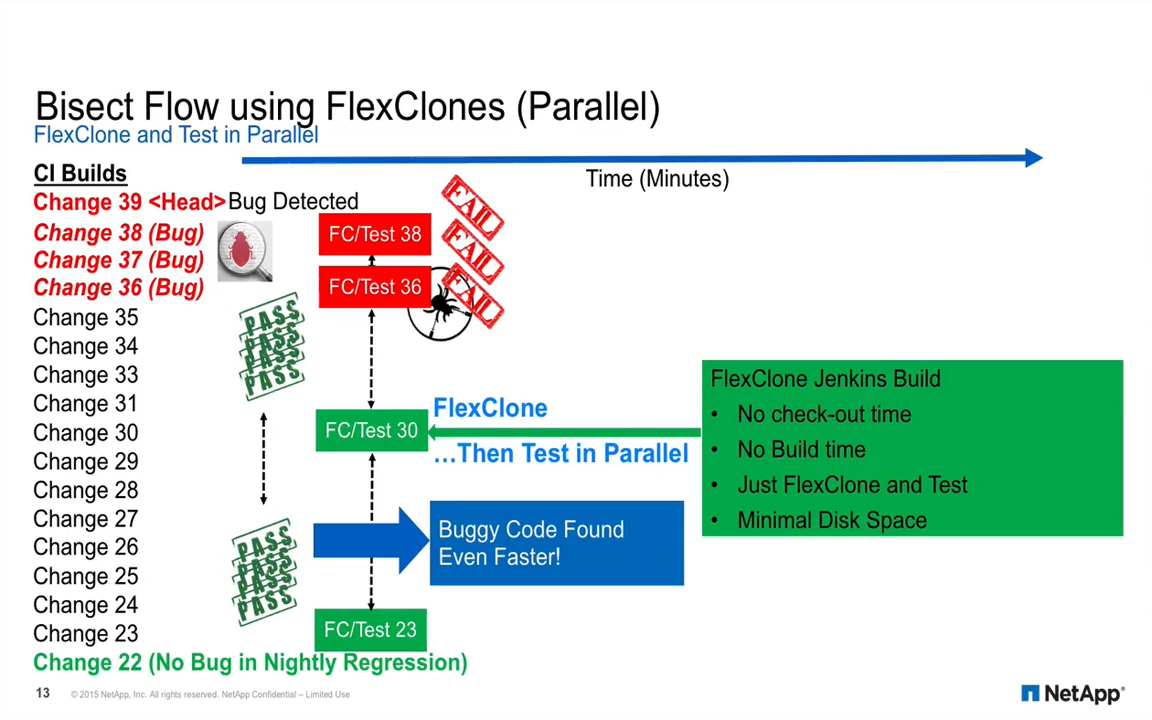 Bisect Flow using FlexClones (Parallel)
FlexClone and Test in Parallel
CI Builds
Time (Minutes)
Change 39 <Head> Bug Detected
Change 38 (Bug)
Change 37 (Bug)
Change 36 (Bug)
Change 35
Change 34
Change 33
Change 31
Change 30
Change 29
Change 28
Change 27
Change 26
Change 25
Change 24
Change 23
Change 22 (No Bug in Nightly Regression)
PASS
PASS
PASS
PASS
PASS
PASS
PASS
PASS
FC/Test 38
FC/Test 36
FC/Test 30
FC/Test 23
FAIL
FAIL
FAIL
FlexClone
…Then Test in Parallel
Buggy Code Found
Even Faster!
FlexClone Jenkins Build
• No check-out time
• No Build time
• Just FlexClone and Test
• Minimal Disk Space
13 © 2015 NetApp, Inc. All rights reserved. NetApp Confidential – Limited Use
NetApp®